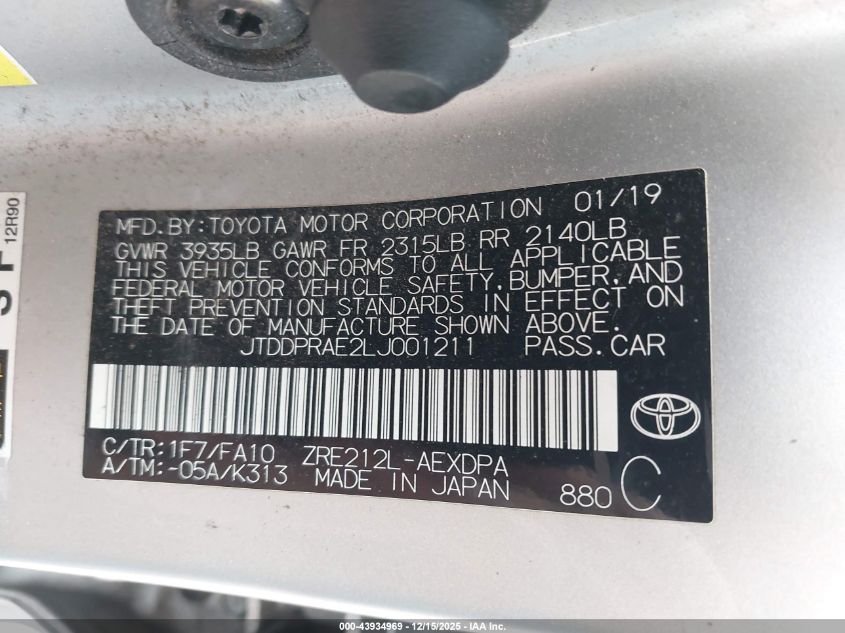 MFD.BY:TOYOTA MOTOR CORPORATION 01/19
GVWR 3935LB GAWR FR 2315LB RR 2140LB
THIS VEHICLE CONFORMS TO ALL APPLICABLE
FEDERAL MOTOR VEHICLE SAFETY,BUMPER,AND
THEFT PREVENTION STANDARDS IN EFFECT ON
THE DATE OF MANUFACTURE SHOWN ABOVE.
JTDDPRAE2LJ001211 PASS.CAR
C/TR:1F7/FA10 ZRE212L-AEXDPA
A/TM:-05A/K313 MADE IN JAPAN 880 C
12R90
000-43934969 - 12/15/2025 - IAA Inc.